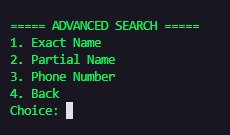 ===== ADVANCED SEARCH =====
1. Exact Name
2. Partial Name
3. Phone Number
4. Back
Choice: